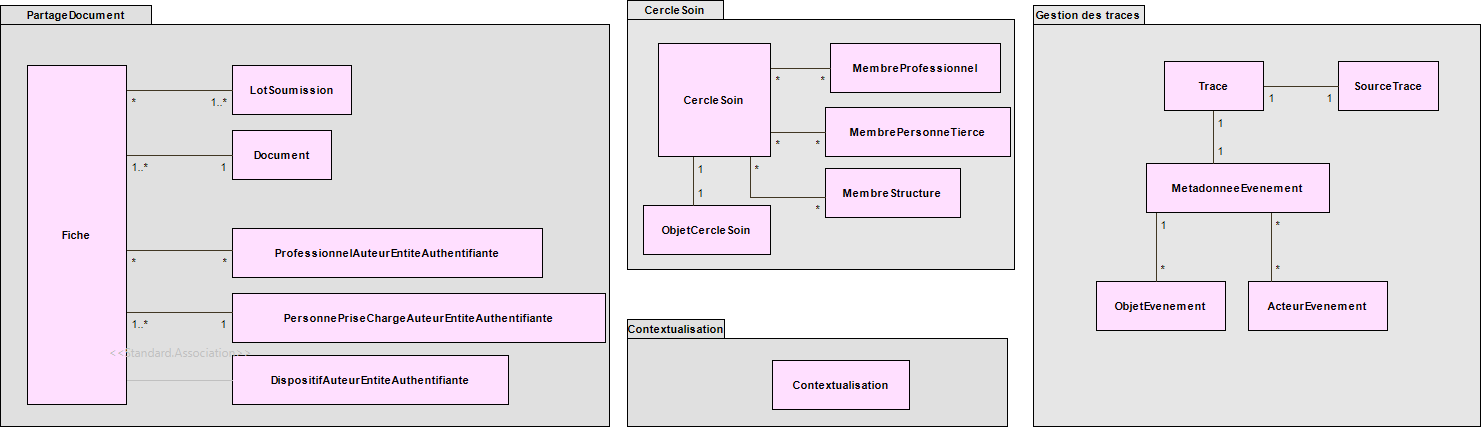 PartageDocument
Fiche
LotSoumission
* 1..*
Document
1..* 1
ProfessionnelAuteurEntiteAuthentifiante
* *
PersonnePriseChargeAuteurEntiteAuthentifiante
1..* 1
<<Standard.Association>>
DispositifAuteurEntiteAuthentifiante
CercleSoin
CercleSoin
MembreProfessionnel
* *
MembrePersonneTierce
* *
MembreStructure
1 *
1 *
ObjetCercleSoin
Contextualisation
Contextualisation
Gestion des traces
Trace
SourceTrace
1 1
1
1
MetadonneeEvenement
1 *
* *
ObjetEvenement
ActeurEvenement